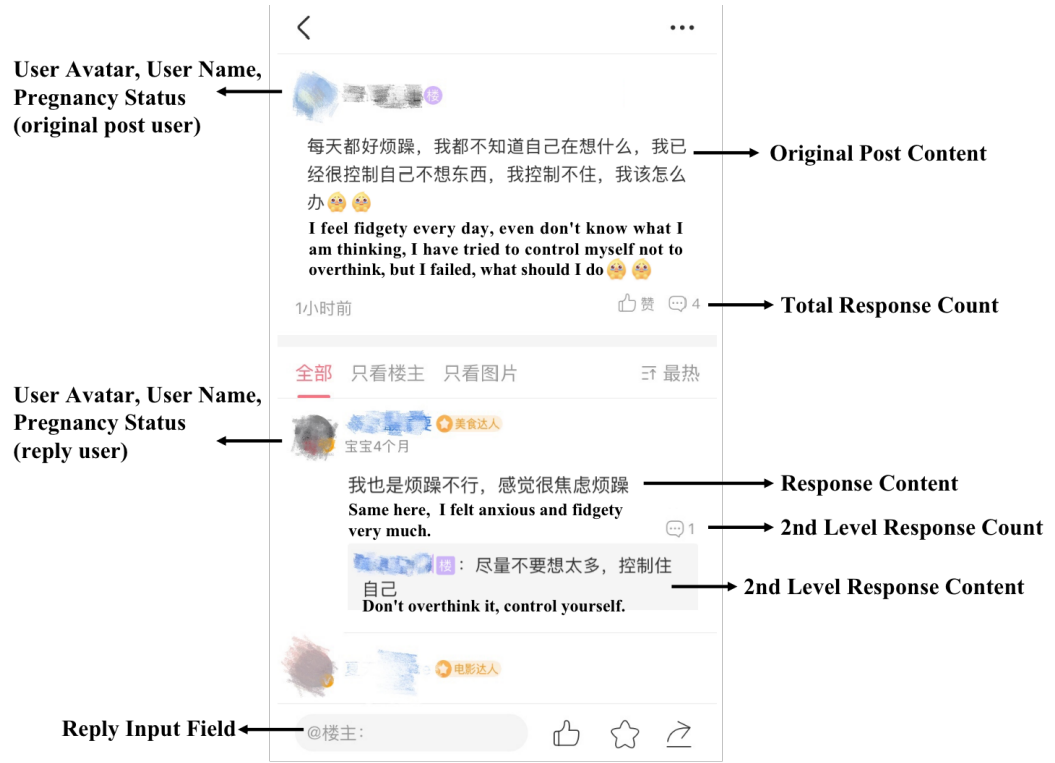 User Avatar, User Name,
Pregnancy Status
(original post user)
楼
每天都好烦躁，我都不知道自己在想什么，我已
经很控制自己不想东西，我控制不住，我该怎么
办
I feel fidgety every day, even don't know what I
am thinking, I have tried to control myself not to
overthink, but I failed, what should I do
Original Post Content
1小时前
赞 4
Total Response Count
全部 只看楼主 只看图片 最热
User Avatar, User Name,
Pregnancy Status
(reply user)
美食达人
宝宝4个月
我也是烦躁不行，感觉很焦虑烦躁
Response Content
Same here, I felt anxious and fidgety
very much.
1
2nd Level Response Count
楼：尽量不要想太多，控制住
自己
2nd Level Response Content
Don't overthink it, control yourself.
电影达人
Reply Input Field
@楼主：